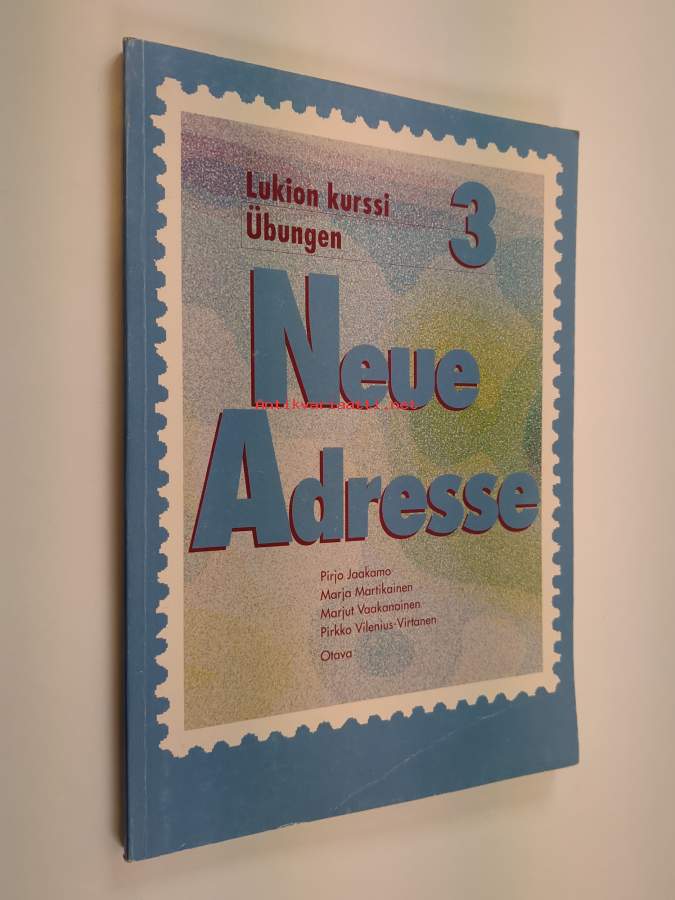 Lukion kurssi 3
Übungen
Neue
Antikvariaatti.net
Adresse
Pirjo Jaakamo
Marja Martikainen
Marjut Vaakanainen
Pirkko Vilenius-Virtanen
Otava